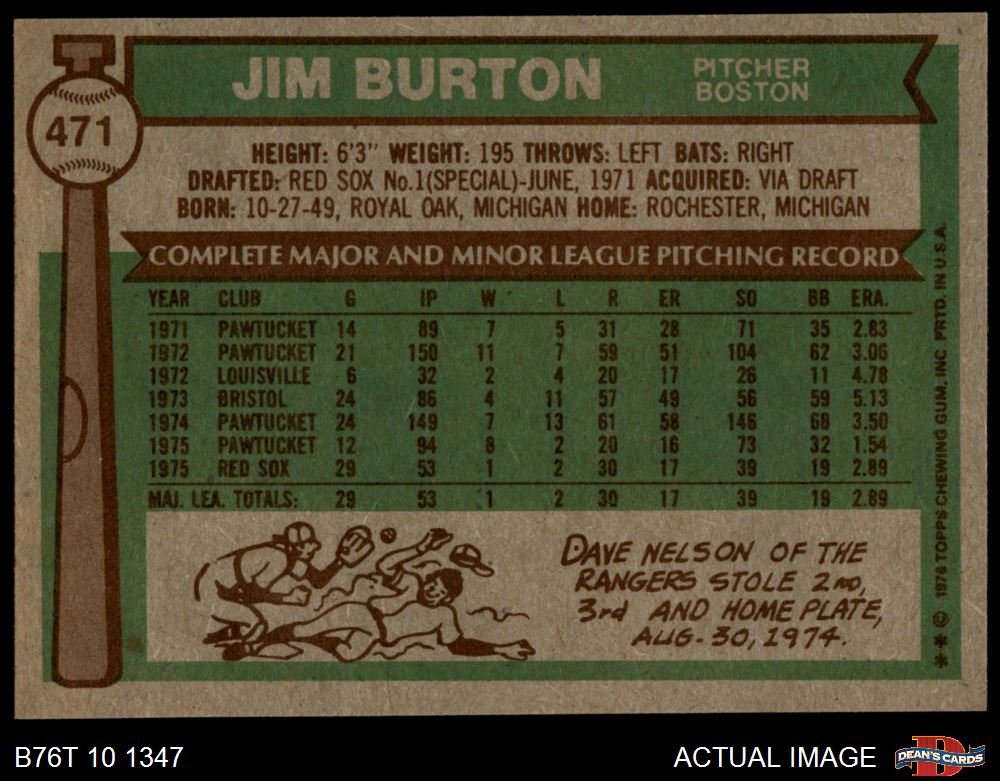 JIM BURTON
PITCHER
BOSTON
471
HEIGHT: 6'3" WEIGHT: 195 THROWS: LEFT BATS: RIGHT
DRAFTED: RED SOX No.1(SPECIAL)-JUNE, 1971 ACQUIRED: VIA DRAFT
BORN: 10-27-49, ROYAL OAK, MICHIGAN HOME: ROCHESTER, MICHIGAN
COMPLETE MAJOR AND MINOR LEAGUE PITCHING RECORD
YEAR CLUB G IP W L R ER SO BB ERA.
1971 PAWTUCKET 14 89 7 5 31 28 71 35 2.83
1972 PAWTUCKET 21 150 11 7 59 51 104 62 3.06
1972 LOUISVILLE 6 32 2 4 20 17 26 11 4.78
1973 BRISTOL 24 86 4 11 57 49 56 59 5.13
1974 PAWTUCKET 24 149 7 13 61 58 146 68 3.50
1975 PAWTUCKET 12 94 8 2 20 16 73 32 1.54
1975 RED SOX 29 53 1 2 30 17 39 19 2.89
MAJ. LEA. TOTALS: 29 53 1 2 30 17 39 19 2.89
DAVE NELSON OF THE
RANGERS STOLE 2ND,
3rd AND HOME PLATE,
AUG. 30, 1974.
** © 1976 TOPPS CHEWING GUM, INC. PRTD. IN U.S.A.
B76T 10 1347
ACTUAL IMAGE
D
DEAN'S CARDS